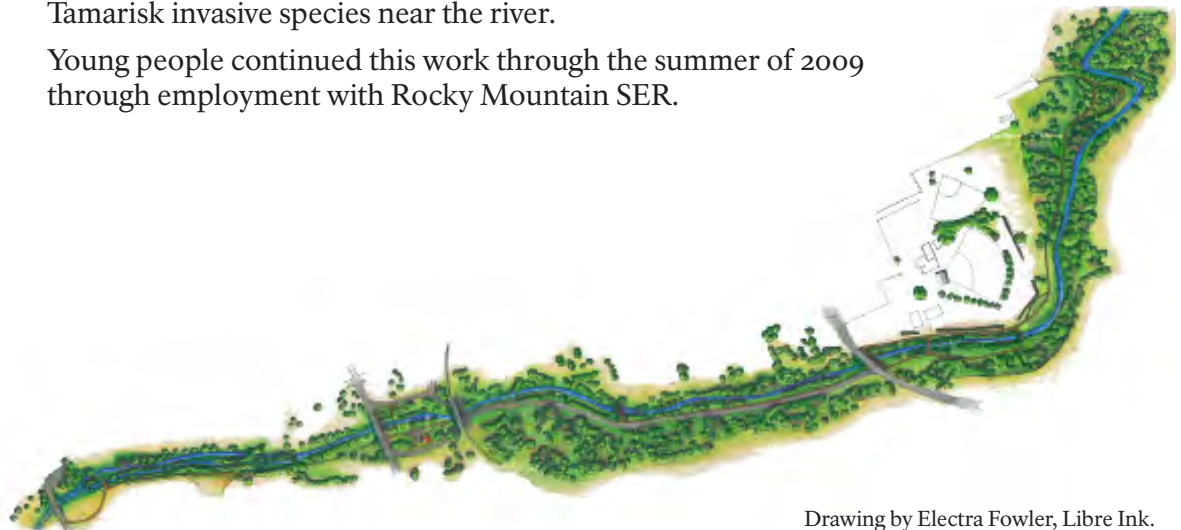 Tamarisk invasive species near the river.
Young people continued this work through the summer of 2009
through employment with Rocky Mountain SER.
Drawing by Electra Fowler, Libre Ink.